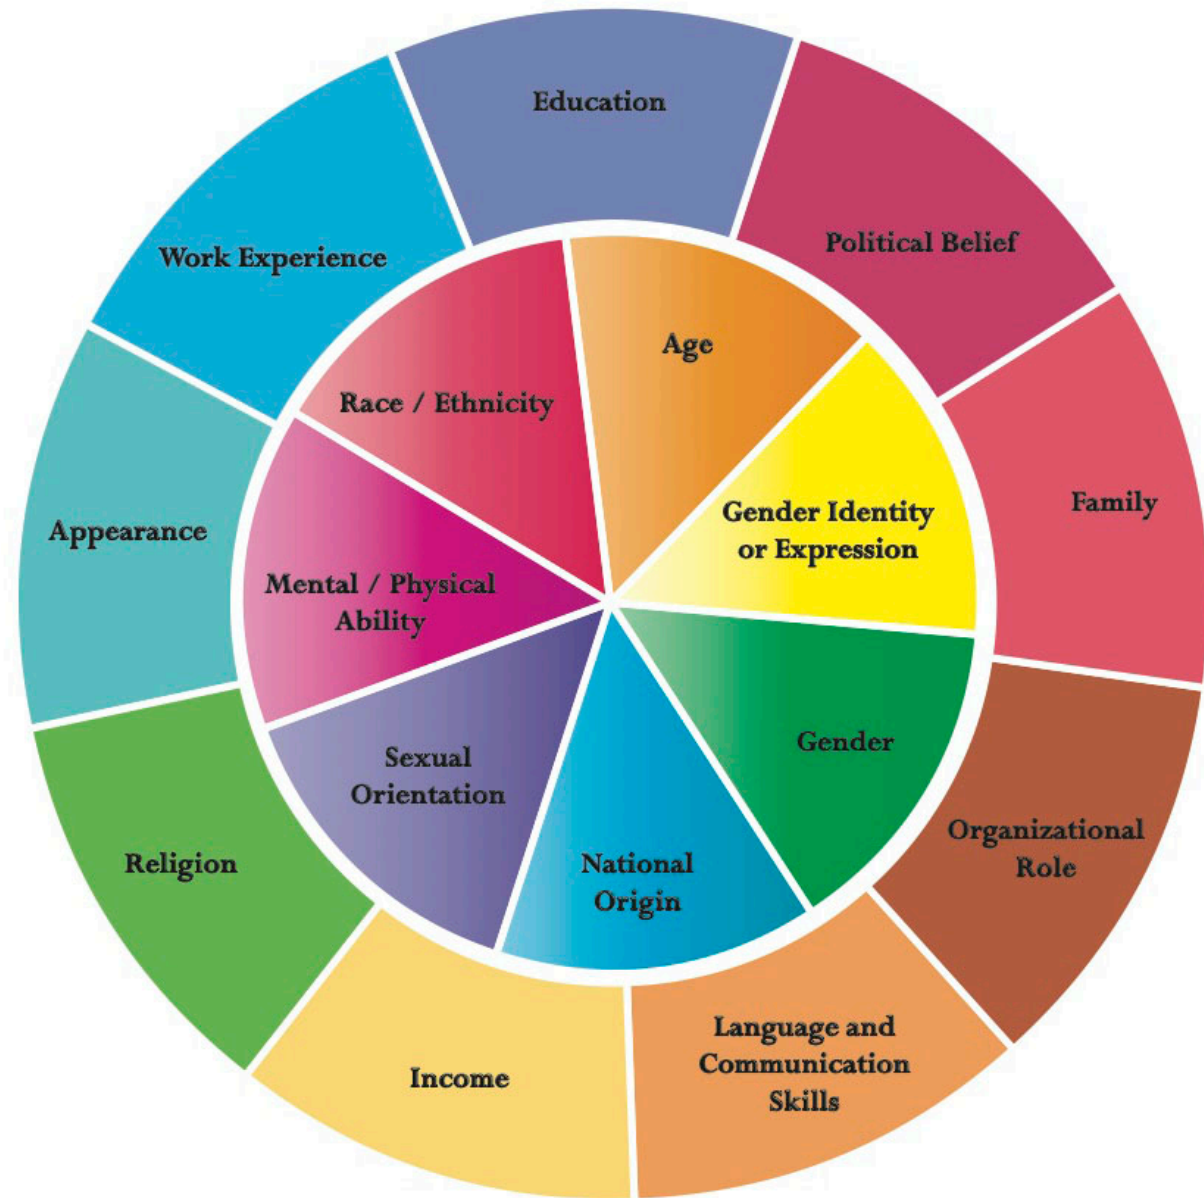 Education
Political Belief
Family
Organizational
Role
Language and
Communication
Skills
Income
Religion
Appearance
Work Experience
Age
Gender Identity
or Expression
Gender
National
Origin
Sexual
Orientation
Mental / Physical
Ability
Race / Ethnicity